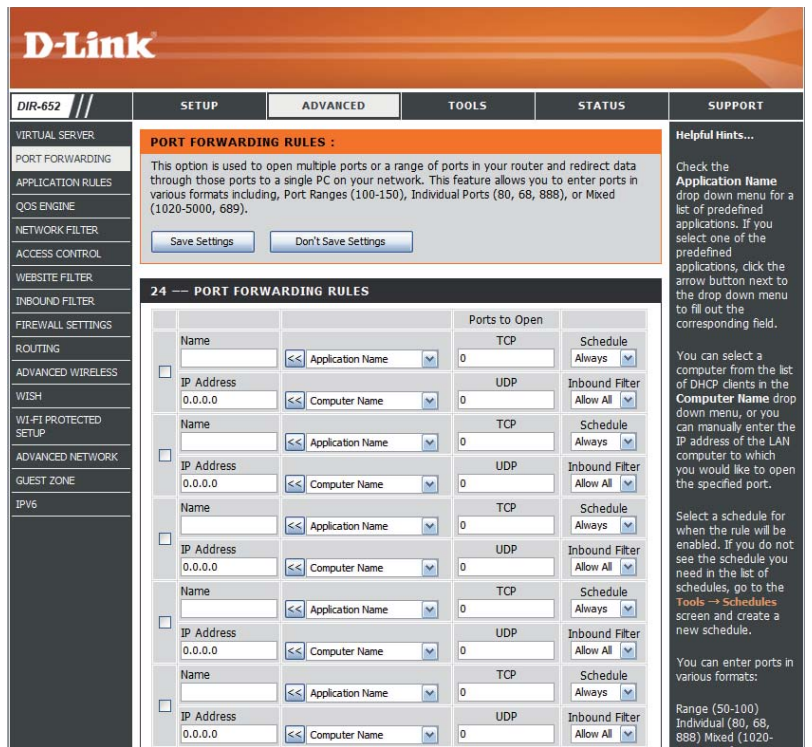 D-Link
DIR-652
SETUP
ADVANCED
TOOLS
STATUS
SUPPORT
VIRTUAL SERVER
PORT FORWARDING
APPLICATION RULES
QOS ENGINE
NETWORK FILTER
ACCESS CONTROL
WEBSITE FILTER
INBOUND FILTER
FIREWALL SETTINGS
ROUTING
ADVANCED WIRELESS
WISH
WI-FI PROTECTED
SETUP
ADVANCED NETWORK
GUEST ZONE
IPV6
PORT FORWARDING RULES :
This option is used to open multiple ports or a range of ports in your router and redirect data
through those ports to a single PC on your network. This feature allows you to enter ports in
various formats including, Port Ranges (100-150), Individual Ports (80, 68, 888), or Mixed
(1020-5000, 689).
Save Settings
Don't Save Settings
24 -- PORT FORWARDING RULES
Ports to Open
Name
TCP
Schedule
<< Application Name
0
Always
IP Address
UDP
Inbound Filter
0.0.0.0
<< Computer Name
0
Allow All
Name
TCP
Schedule
<< Application Name
0
Always
IP Address
UDP
Inbound Filter
0.0.0.0
<< Computer Name
0
Allow All
Name
TCP
Schedule
<< Application Name
0
Always
IP Address
UDP
Inbound Filter
0.0.0.0
<< Computer Name
0
Allow All
Name
TCP
Schedule
<< Application Name
0
Always
IP Address
UDP
Inbound Filter
0.0.0.0
<< Computer Name
0
Allow All
Name
TCP
Schedule
<< Application Name
0
Always
IP Address
UDP
Inbound Filter
0.0.0.0
<< Computer Name
0
Allow All
Helpful Hints...
Check the
Application Name
drop down menu for a
list of predefined
applications. If you
select one of the
predefined
applications, click the
arrow button next to
the drop down menu
to fill out the
corresponding field.
You can select a
computer from the list
of DHCP clients in the
Computer Name drop
down menu, or you
can manually enter the
IP address of the LAN
computer to which
you would like to open
the specified port.
Select a schedule for
when the rule will be
enabled. If you do not
see the schedule you
need in the list of
schedules, go to the
Tools → Schedules
screen and create a
new schedule.
You can enter ports in
various formats:
Range (50-100)
Individual (80, 68,
888) Mixed (1020-